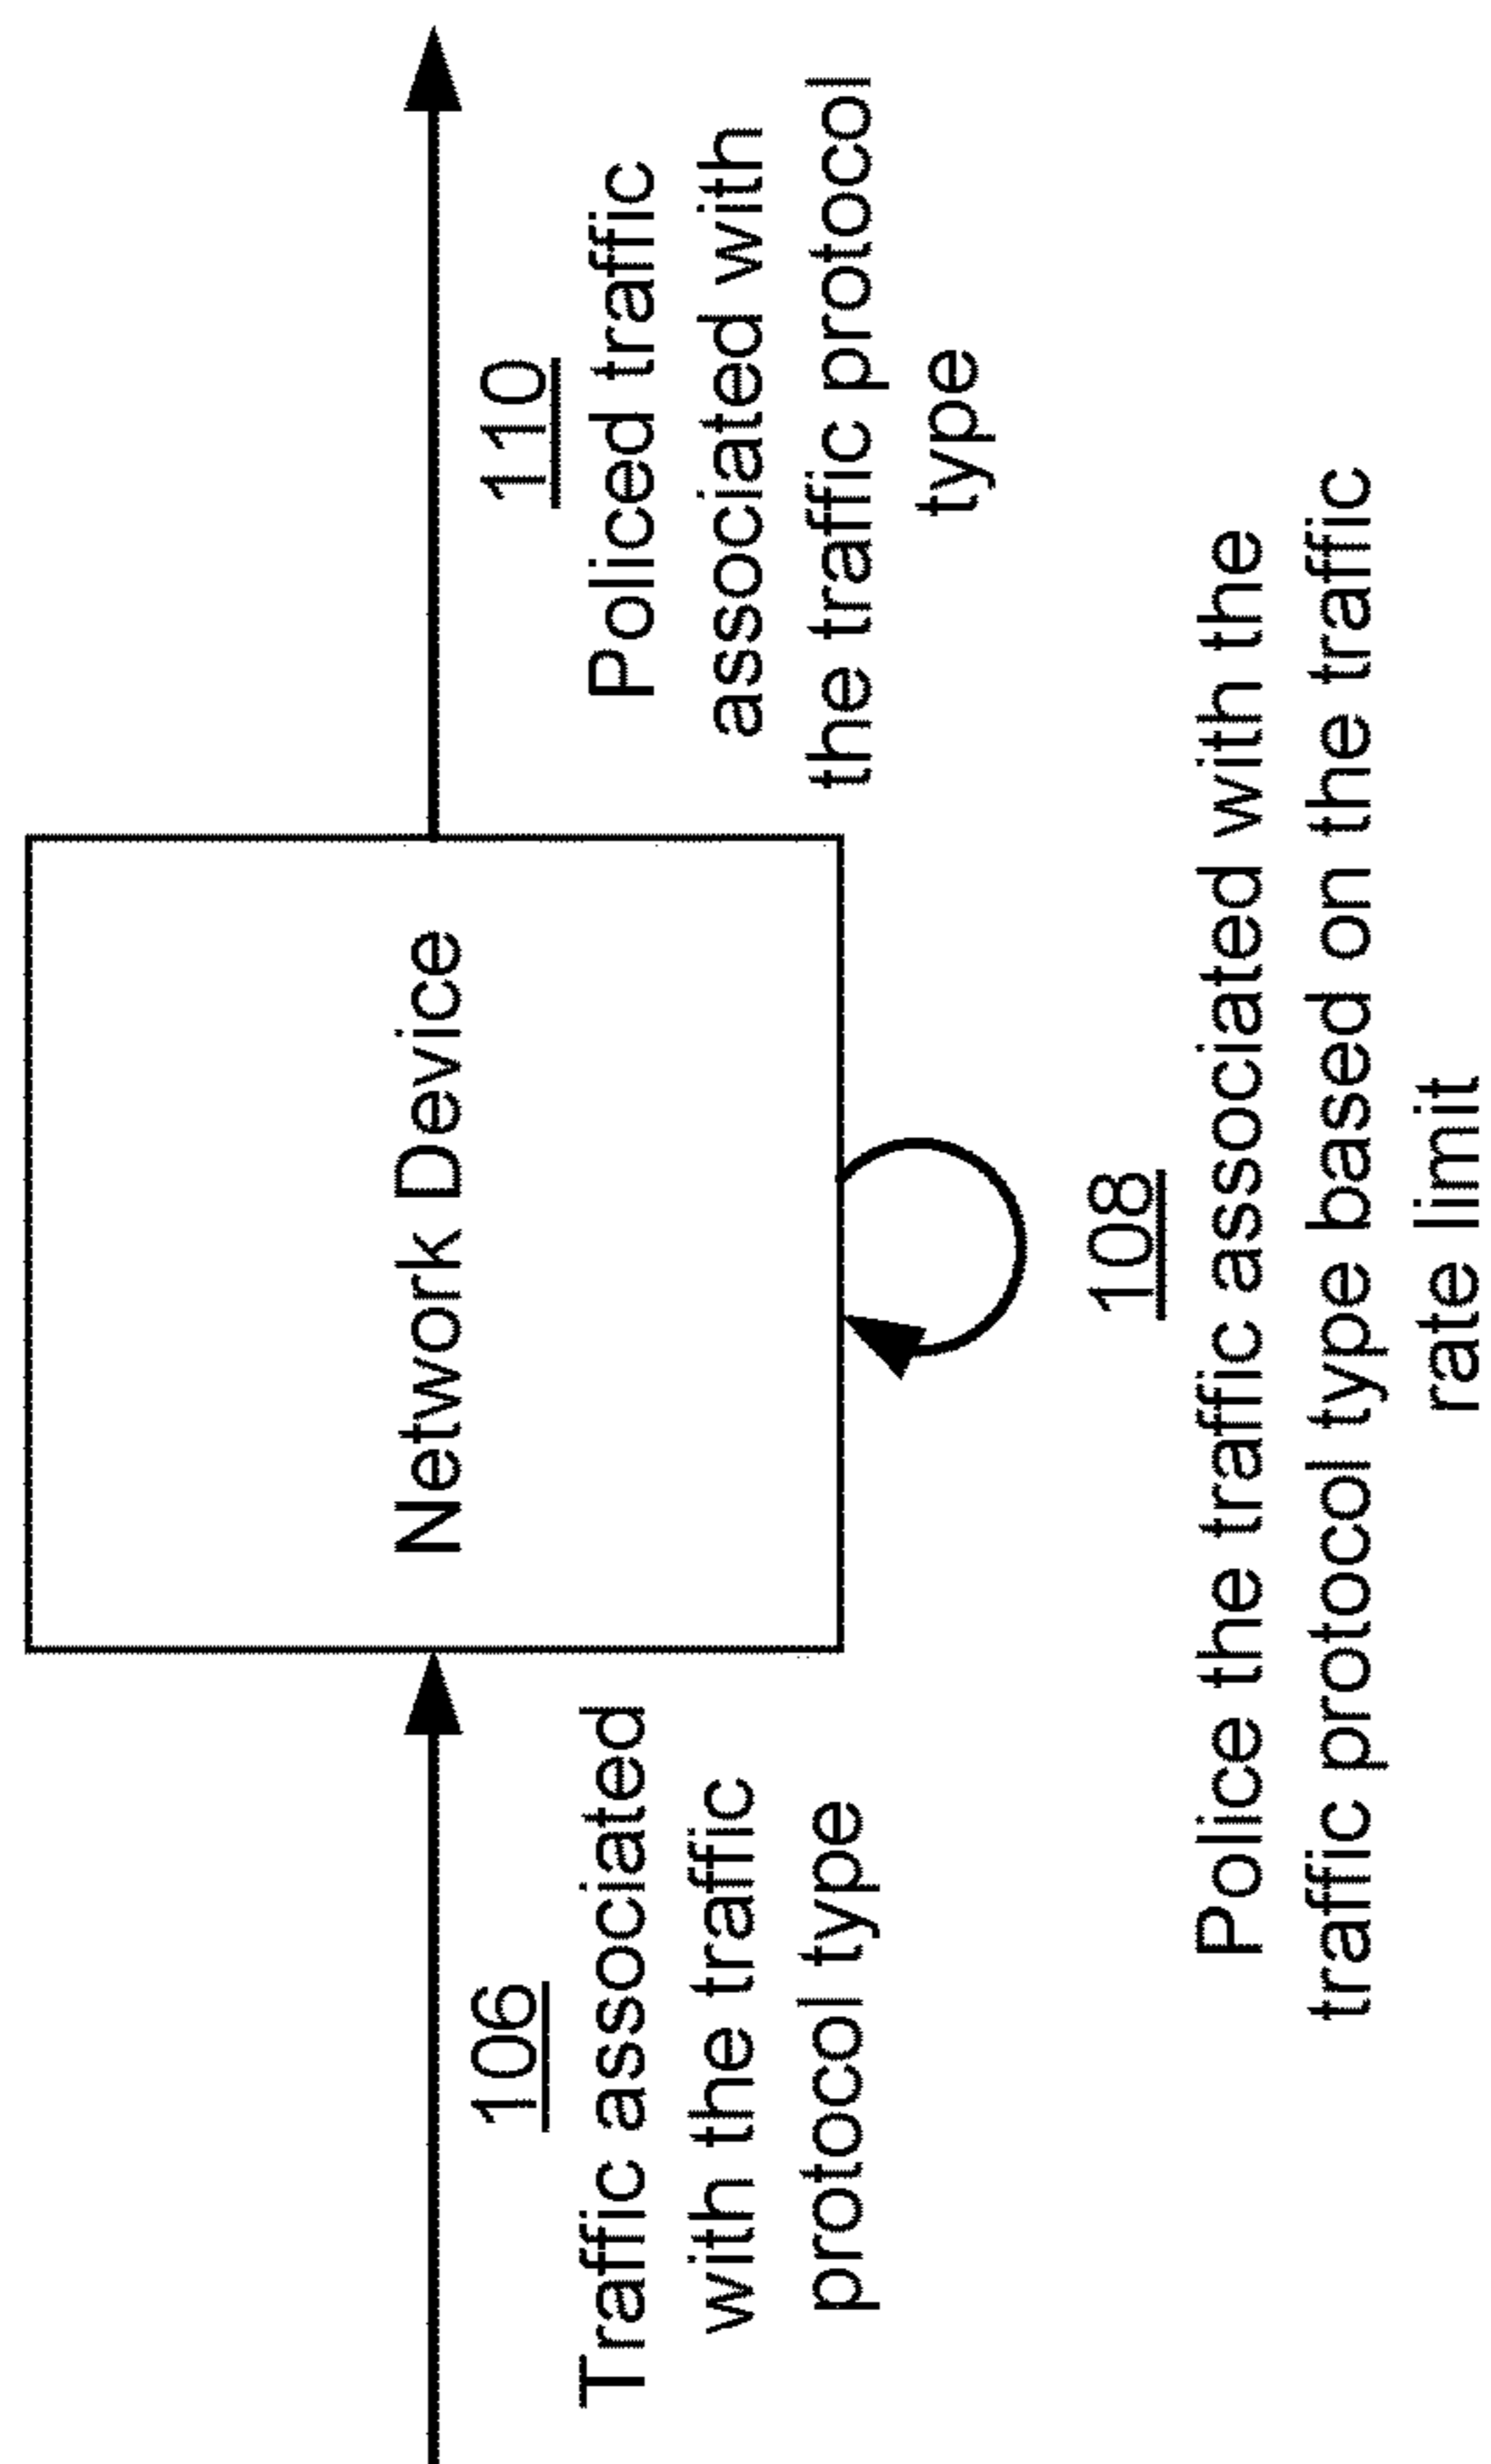 Network Device
106
Traffic associated
with the traffic
protocol type
110
Policed traffic
associated with
the traffic protocol
type
108
Police the traffic associated with the
traffic protocol type based on the traffic
rate limit